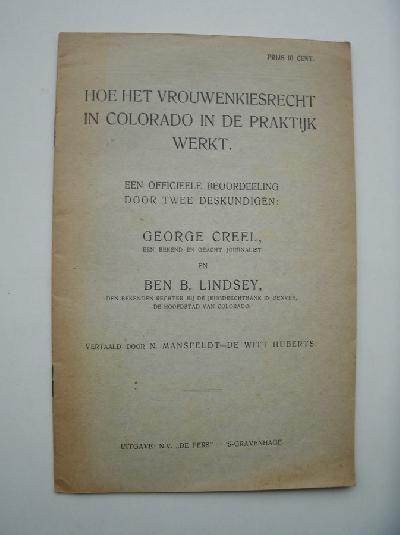 PRIJS 10 CENT.
HOE HET VROUWENKIESRECHT
IN COLORADO IN DE PRAKTIJK
WERKT.
EEN OFFICIEELE BEOORDEELING
DOOR TWEE DESKUNDIGEN:
GEORGE CREEL,
EEN BEKEND EN GEACHT JOURNALIST
EN
BEN B. LINDSEY,
DEN BEKENDEN RECHTER BIJ DE JEUGDRECHTBANK IN DENVER,
DE HOOFDSTAD VAN COLORADO.
VERTAALD DOOR N. MANSFELDT—DE WITT HUBERTS.
UITGAVE: N.V. „DE PERS" 'S-GRAVENHAGE